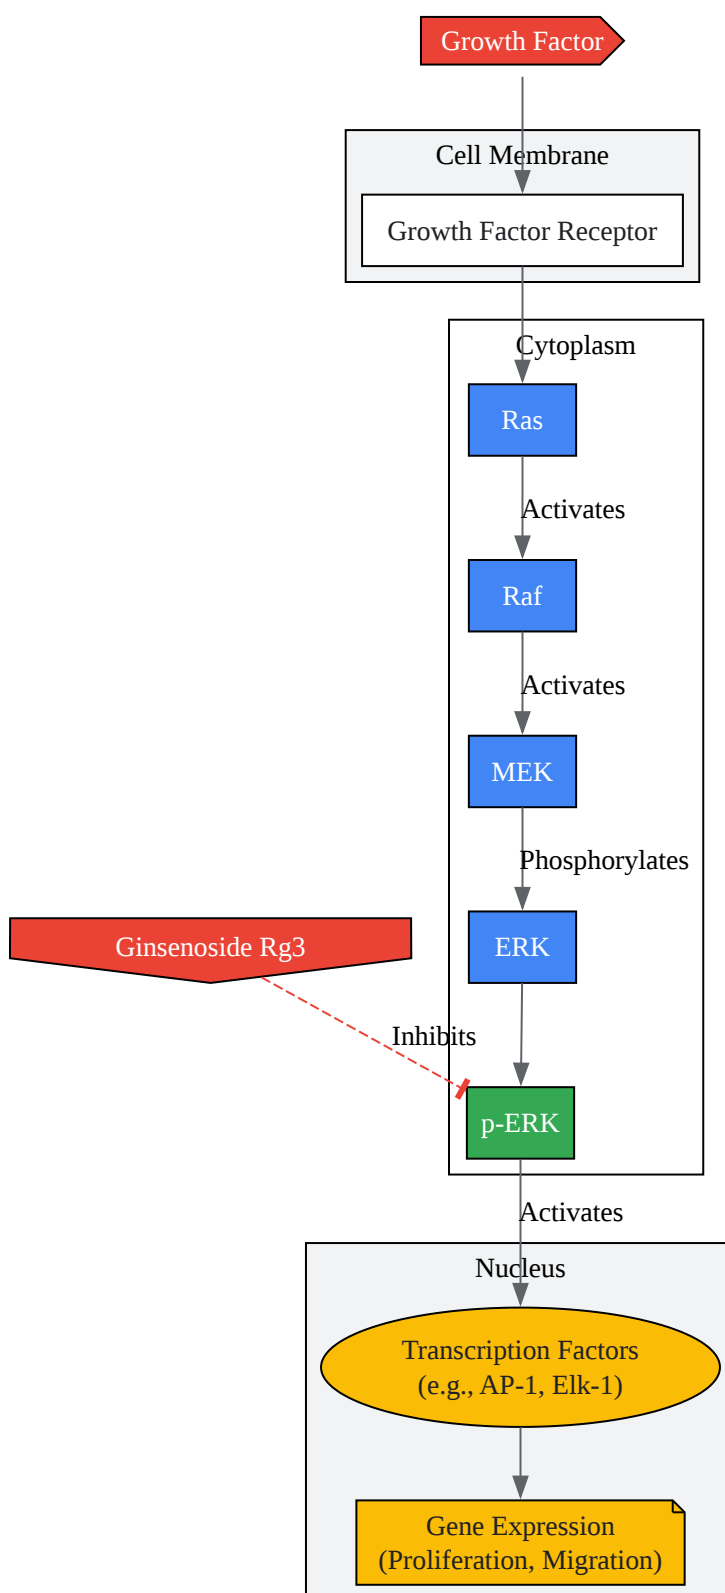 Growth Factor
Cell Membrane
Growth Factor Receptor
Cytoplasm
Ras
Activates
Raf
Activates
MEK
Phosphorylates
ERK
Ginsenoside Rg3
Inhibits
p-ERK
Activates
Nucleus
Transcription Factors
(e.g., AP-1, Elk-1)
Gene Expression
(Proliferation, Migration)